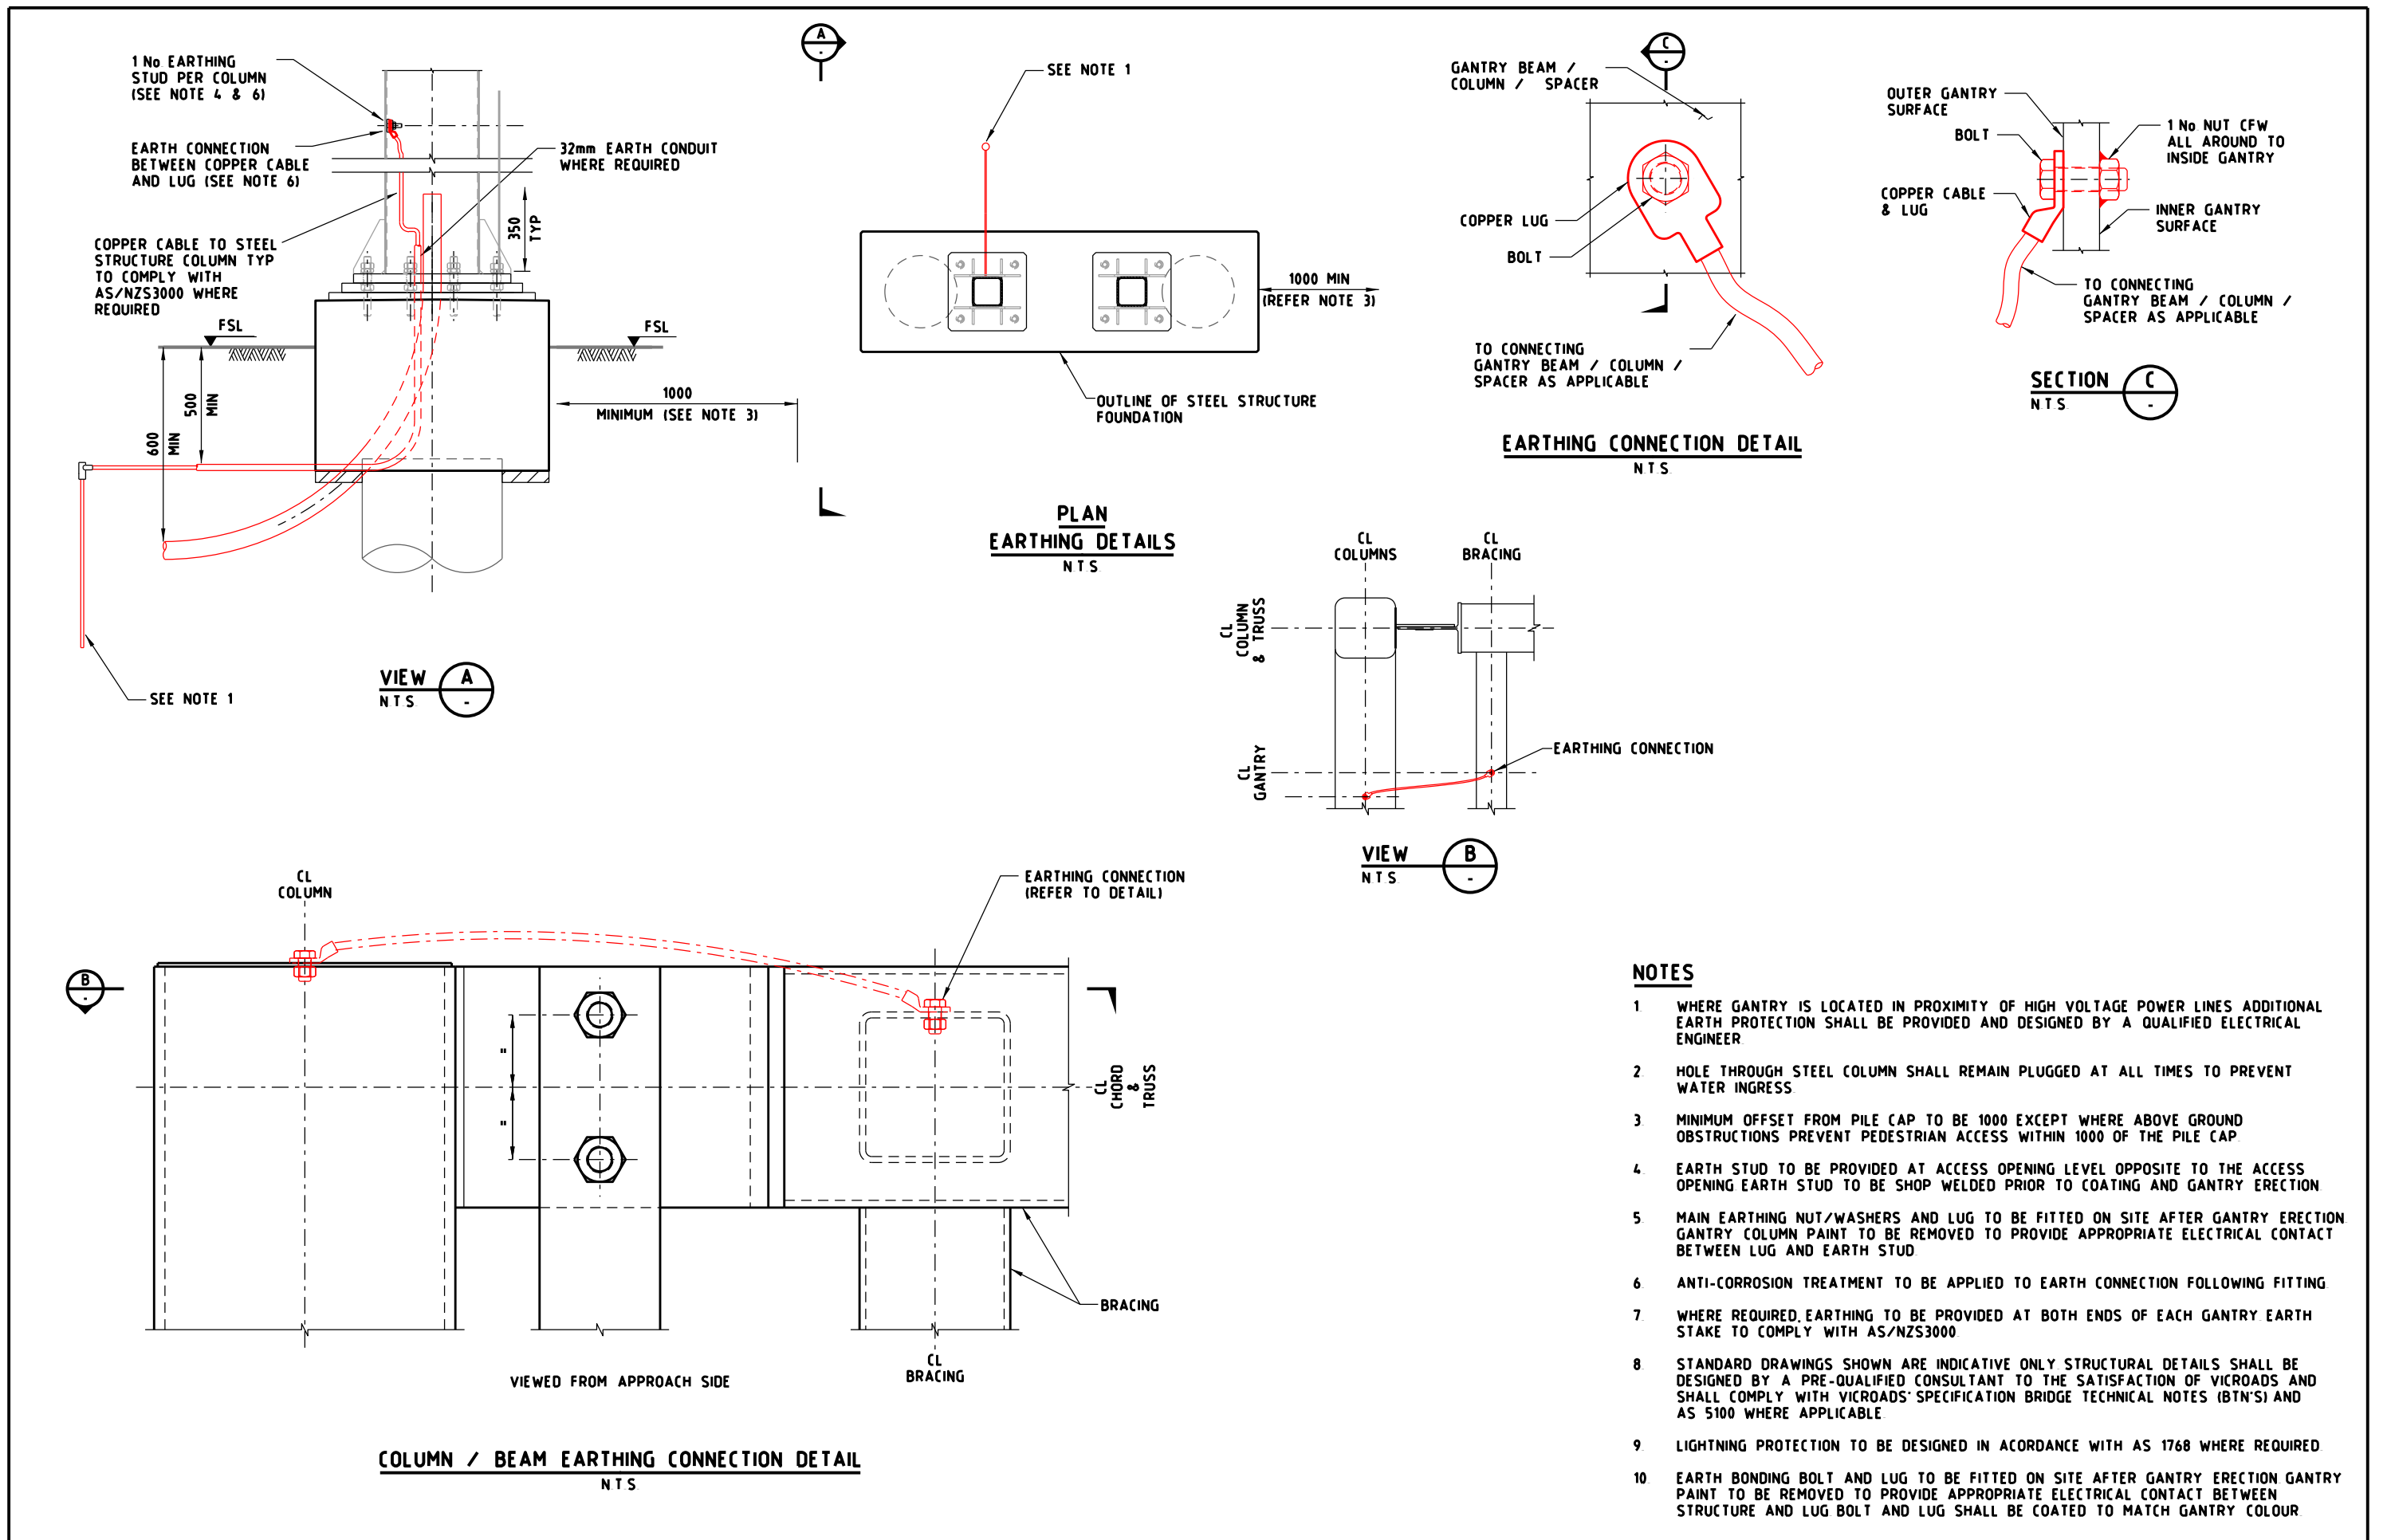 1 No EARTHING
STUD PER COLUMN
(SEE NOTE 4 & 6)
EARTH CONNECTION
BETWEEN COPPER CABLE
AND LUG (SEE NOTE 6)
COPPER CABLE TO STEEL
STRUCTURE COLUMN TYP
TO COMPLY WITH
AS/NZS3000 WHERE
REQUIRED
32mm EARTH CONDUIT
WHERE REQUIRED
350
TYP
FSL
FSL
500
MIN
600
MIN
1000
MINIMUM (SEE NOTE 3)
SEE NOTE 1
VIEW A
N.T.S. -
A
-
SEE NOTE 1
1000 MIN
(REFER NOTE 3)
OUTLINE OF STEEL STRUCTURE
FOUNDATION
PLAN
EARTHING DETAILS
N.T.S.
C
-
GANTRY BEAM /
COLUMN / SPACER
COPPER LUG
BOLT
TO CONNECTING
GANTRY BEAM / COLUMN /
SPACER AS APPLICABLE
EARTHING CONNECTION DETAIL
N.T.S.
OUTER GANTRY
SURFACE
BOLT
COPPER CABLE
& LUG
1 No NUT CFW
ALL AROUND TO
INSIDE GANTRY
INNER GANTRY
SURFACE
TO CONNECTING
GANTRY BEAM / COLUMN /
SPACER AS APPLICABLE
SECTION C
N.T.S. -
CL
COLUMNS
CL
BRACING
CL
COLUMN
& TRUSS
CL
GANTRY
EARTHING CONNECTION
VIEW B
N.T.S. -
CL
COLUMN
EARTHING CONNECTION
(REFER TO DETAIL)
B
-
"
"
CL
CHORD
&
TRUSS
BRACING
CL
BRACING
VIEWED FROM APPROACH SIDE
COLUMN / BEAM EARTHING CONNECTION DETAIL
N.T.S.
NOTES
1. WHERE GANTRY IS LOCATED IN PROXIMITY OF HIGH VOLTAGE POWER LINES ADDITIONAL
EARTH PROTECTION SHALL BE PROVIDED AND DESIGNED BY A QUALIFIED ELECTRICAL
ENGINEER.
2. HOLE THROUGH STEEL COLUMN SHALL REMAIN PLUGGED AT ALL TIMES TO PREVENT
WATER INGRESS.
3. MINIMUM OFFSET FROM PILE CAP TO BE 1000 EXCEPT WHERE ABOVE GROUND
OBSTRUCTIONS PREVENT PEDESTRIAN ACCESS WITHIN 1000 OF THE PILE CAP.
4. EARTH STUD TO BE PROVIDED AT ACCESS OPENING LEVEL OPPOSITE TO THE ACCESS
OPENING.EARTH STUD TO BE SHOP WELDED PRIOR TO COATING AND GANTRY ERECTION.
5. MAIN EARTHING NUT/WASHERS AND LUG TO BE FITTED ON SITE AFTER GANTRY ERECTION.
GANTRY COLUMN PAINT TO BE REMOVED TO PROVIDE APPROPRIATE ELECTRICAL CONTACT
BETWEEN LUG AND EARTH STUD.
6. ANTI-CORROSION TREATMENT TO BE APPLIED TO EARTH CONNECTION FOLLOWING FITTING.
7. WHERE REQUIRED, EARTHING TO BE PROVIDED AT BOTH ENDS OF EACH GANTRY. EARTH
STAKE TO COMPLY WITH AS/NZS3000.
8. STANDARD DRAWINGS SHOWN ARE INDICATIVE ONLY. STRUCTURAL DETAILS SHALL BE
DESIGNED BY A PRE-QUALIFIED CONSULTANT TO THE SATISFACTION OF VICROADS AND
SHALL COMPLY WITH VICROADS' SPECIFICATION BRIDGE TECHNICAL NOTES (BTN'S) AND
AS 5100 WHERE APPLICABLE.
9. LIGHTNING PROTECTION TO BE DESIGNED IN ACORDANCE WITH AS 1768 WHERE REQUIRED.
10. EARTH BONDING BOLT AND LUG TO BE FITTED ON SITE AFTER GANTRY ERECTION.GANTRY
PAINT TO BE REMOVED TO PROVIDE APPROPRIATE ELECTRICAL CONTACT BETWEEN
STRUCTURE AND LUG.BOLT AND LUG SHALL BE COATED TO MATCH GANTRY COLOUR.